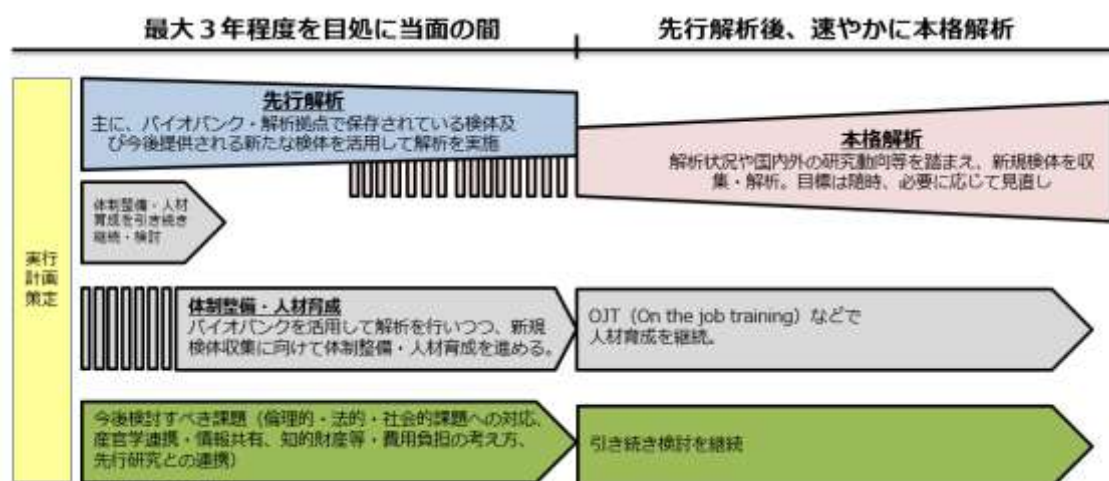 最大３年程度を目処に当面の間
先行解析後、速やかに本格解析
実行
計画
策定
先行解析
主に、バイオバンク・解析拠点で保存されている検体及
び今後提供される新たな検体を活用して解析を実施
本格解析
解析状況や国内外の研究動向等を踏まえ、新規検体を収
集・解析。目標は随時、必要に応じて見直し
体制整備・人材
育成を引き続き
継続・検討
体制整備・人材育成
バイオバンクを活用して解析を行いつつ、新規
検体収集に向けて体制整備・人材育成を進める。
OJT（On the job training）などで
人材育成を継続。
今後検討すべき課題（倫理的・法的・社会的課題への対応、
産官学連携・情報共有、知的財産等・費用負担の考え方、
先行研究との連携）
引き続き検討を継続